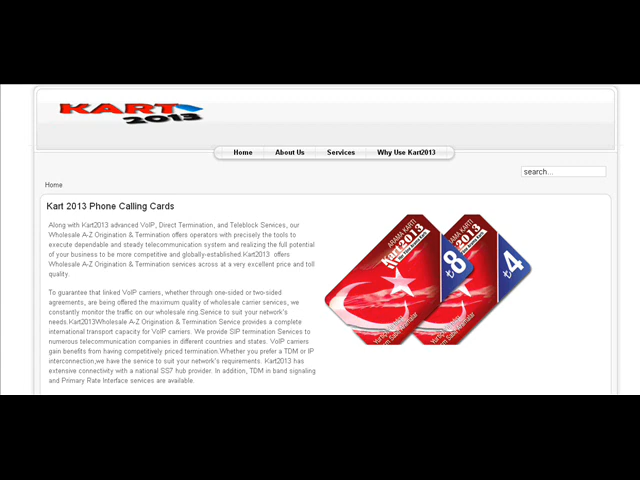 KART
2013
Home About Us Services Why Use Kart2013
search...
Home
Kart 2013 Phone Calling Cards
Along with Kart2013 advanced VoIP, Direct Termination, and Teleblock Services, our
Wholesale A-Z Origination & Termination offers operators with precisely the tools to
execute dependable and steady telecommunication system and realizing the full potential
of your business to be more competitive and globally-established.Kart2013 offers
Wholesale A-Z Origination & Termination services across at a very excellent price and toll
quality.
To guarantee that linked VoIP carriers, whether through one-sided or two-sided
agreements, are being offered the maximum quality of wholesale carrier services, we
constantly monitor the traffic on our wholesale ring.Service to suit your network's
needs.Kart2013Wholesale A-Z Origination & Termination Service provides a complete
international transport capacity for VoIP carriers. We provide SIP termination Services to
numerous telecommunication companies in different countries and states. VoIP carriers
gain benefits from having competitively priced termination.Whether you prefer a TDM or IP
interconnection,we have the service to suit your network's requirements. Kart2013 has
extensive connectivity with a national SS7 hub provider. In addition, TDM in band signaling
and Primary Rate Interface services are available.
ARAMA KARTI
Kart2013
₺8
AMA KARTI
2013
₺4